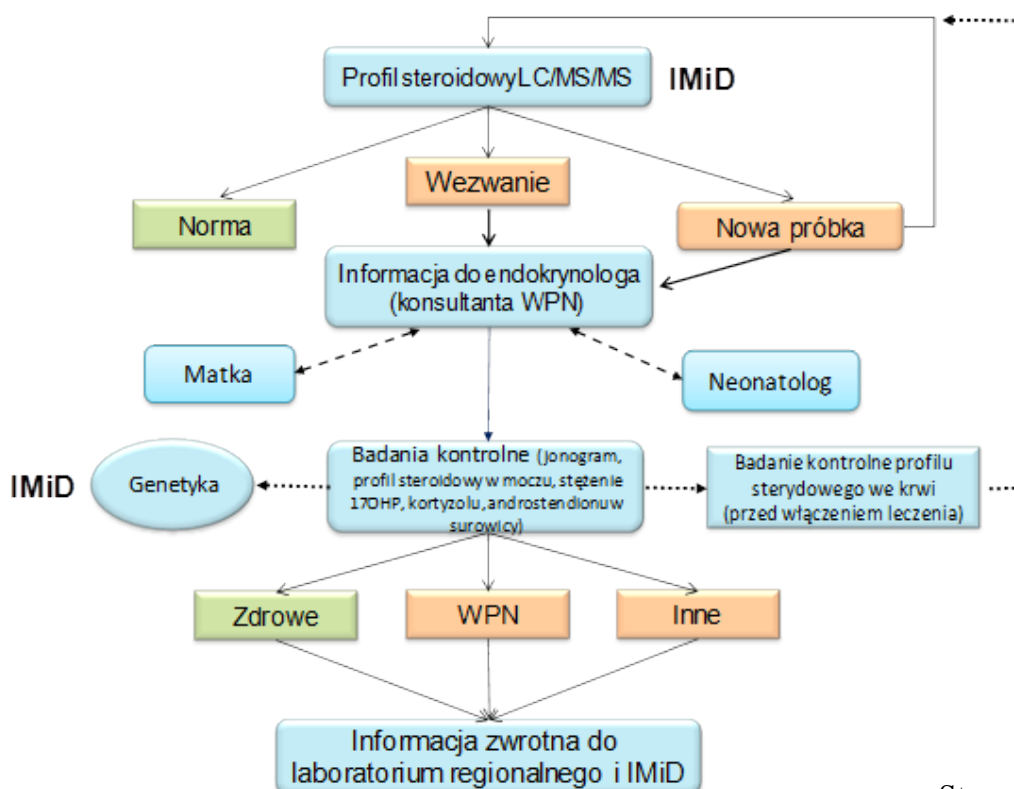 Profil steroidowy LC/MS/MS
IMiD
Norma
Wezwanie
Nowa próbka
Informacja do endokrynologa
(konsultanta WPN)
Matka
Neonatolog
IMiD
Genetyka
Badania kontrolne (jonogram,
profil steroidowy w moczu, stężenie
17OHP, kortyzolu, androstendionu w
surowicy)
Badanie kontrolne profilu
sterydowego we krwi
(przed włączeniem leczenia)
Zdrowe
WPN
Inne
Informacja zwrotna do
laboratorium regionalnego i IMiD